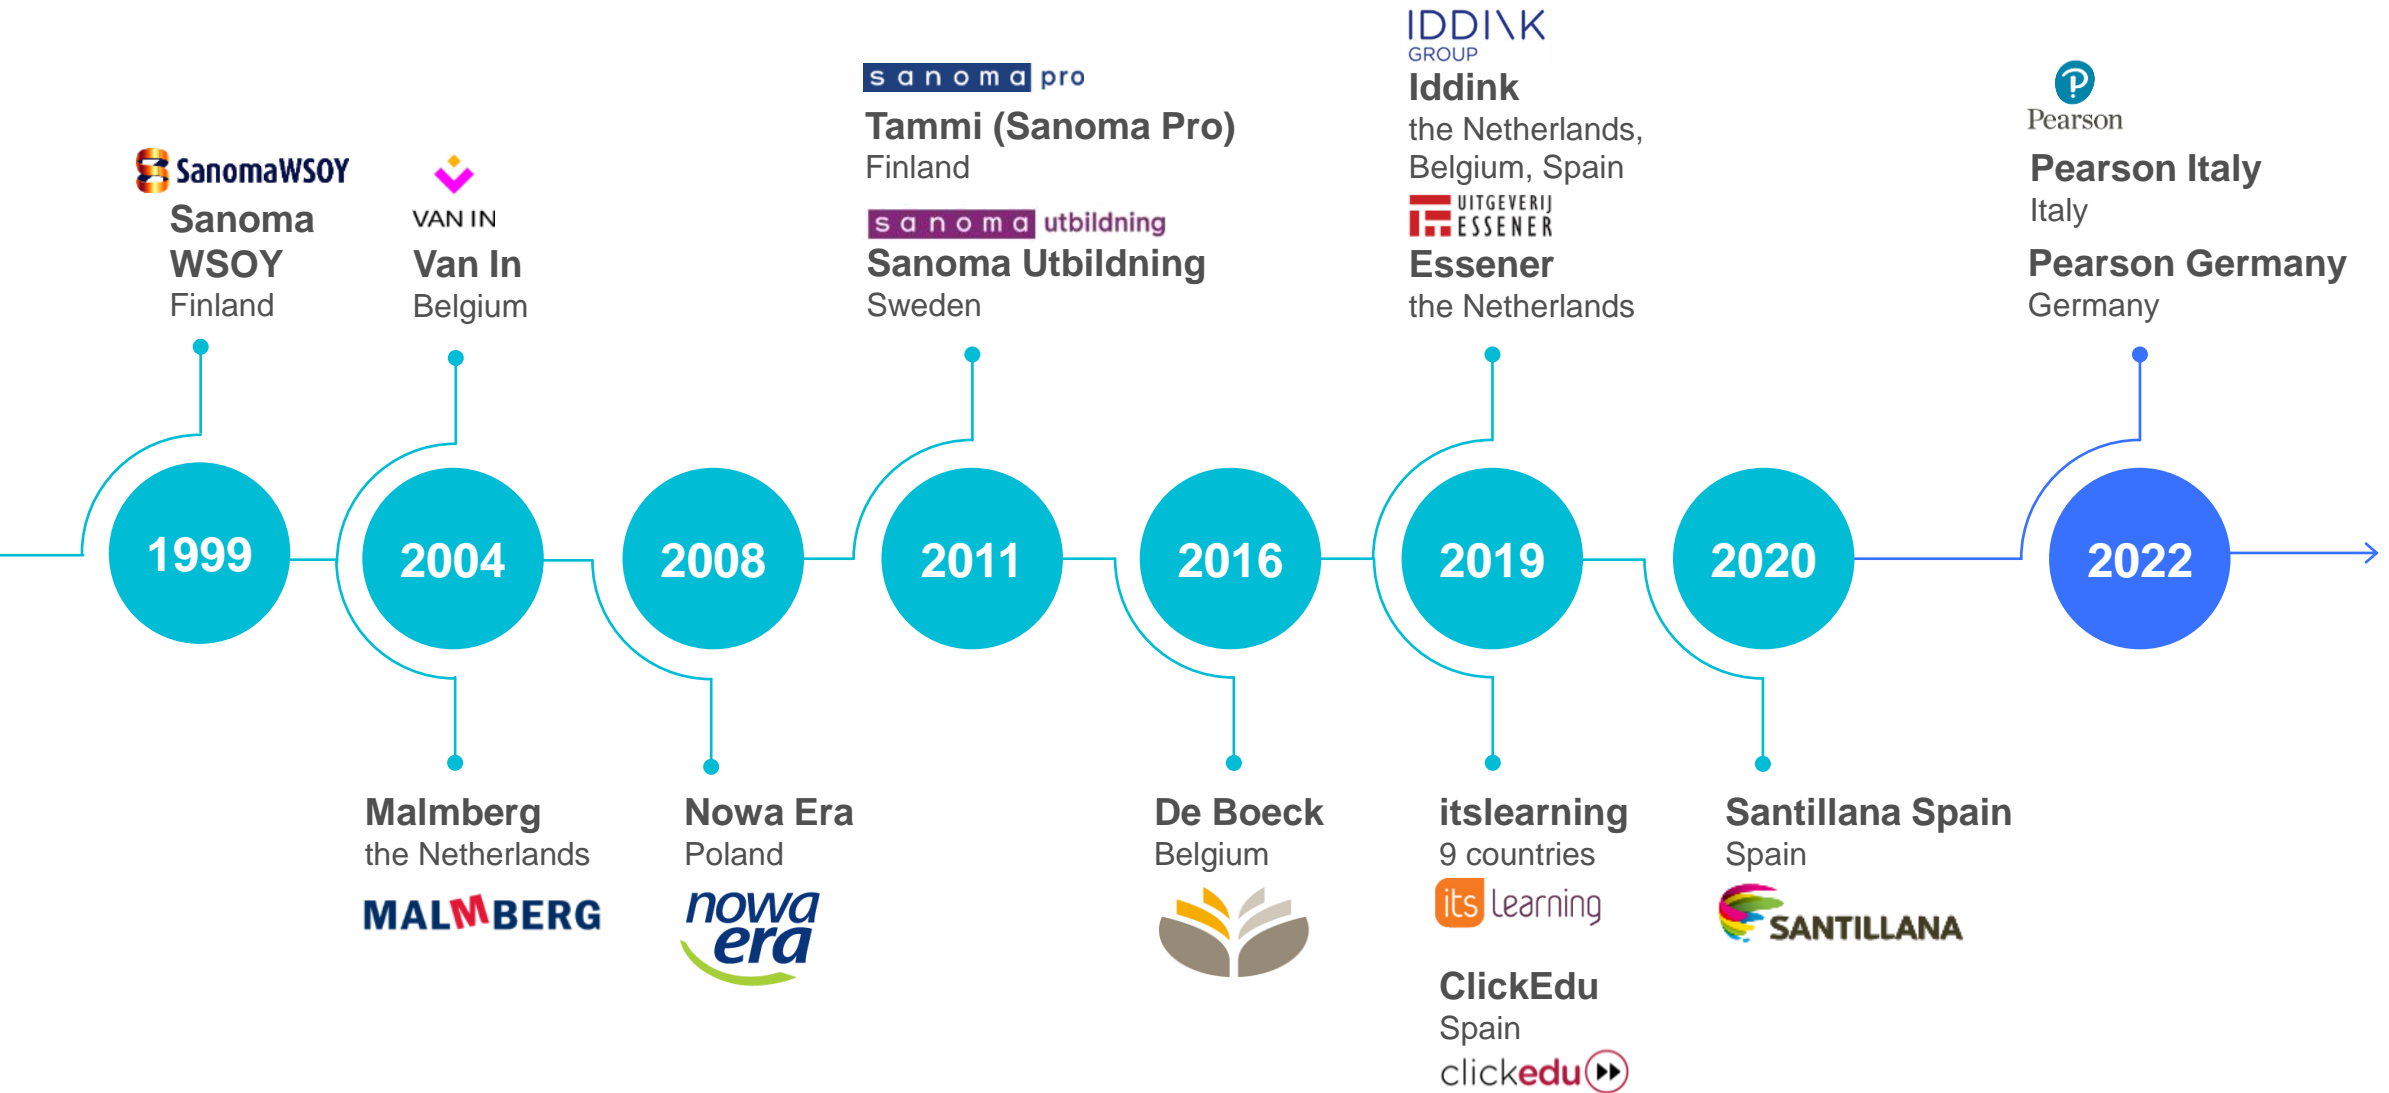 SanomaWSOY
Sanoma
WSOY
Finland
VAN IN
Van In
Belgium
sanoma pro
Tammi (Sanoma Pro)
Finland
sanoma utbildning
Sanoma Utbildning
Sweden
IDDINK
GROUP
Iddink
the Netherlands,
Belgium, Spain
UITGEVERIJ
ESSENER
Essener
the Netherlands
Pearson
Pearson Italy
Italy
Pearson Germany
Germany
1999
2004
2008
2011
2016
2019
2020
2022
Malmberg
the Netherlands
MALMBERG
Nowa Era
Poland
nowa
era
De Boeck
Belgium
itslearning
9 countries
its learning
ClickEdu
Spain
clickedu
Santillana Spain
Spain
SANTILLANA